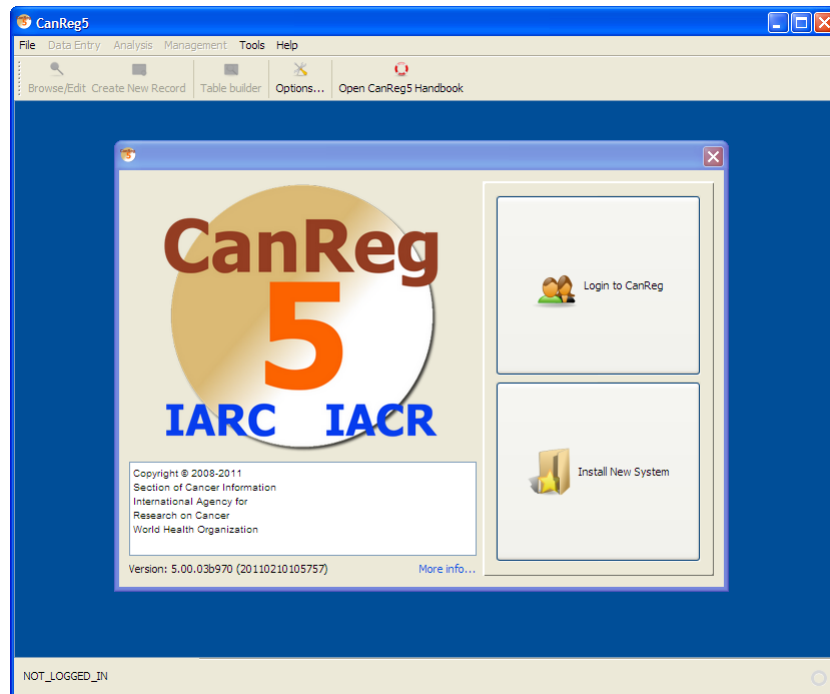 CanReg5
File Data Entry Analysis Management Tools Help
Browse/Edit Create New Record Table builder Options... Open CanReg5 Handbook
5
CanReg
5
IARC IACR
Login to CanReg
Install New System
Copyright © 2008-2011
Section of Cancer Information
International Agency for
Research on Cancer
World Health Organization
Version: 5.00.03b970 (20110210105757) More info...
NOT_LOGGED_IN